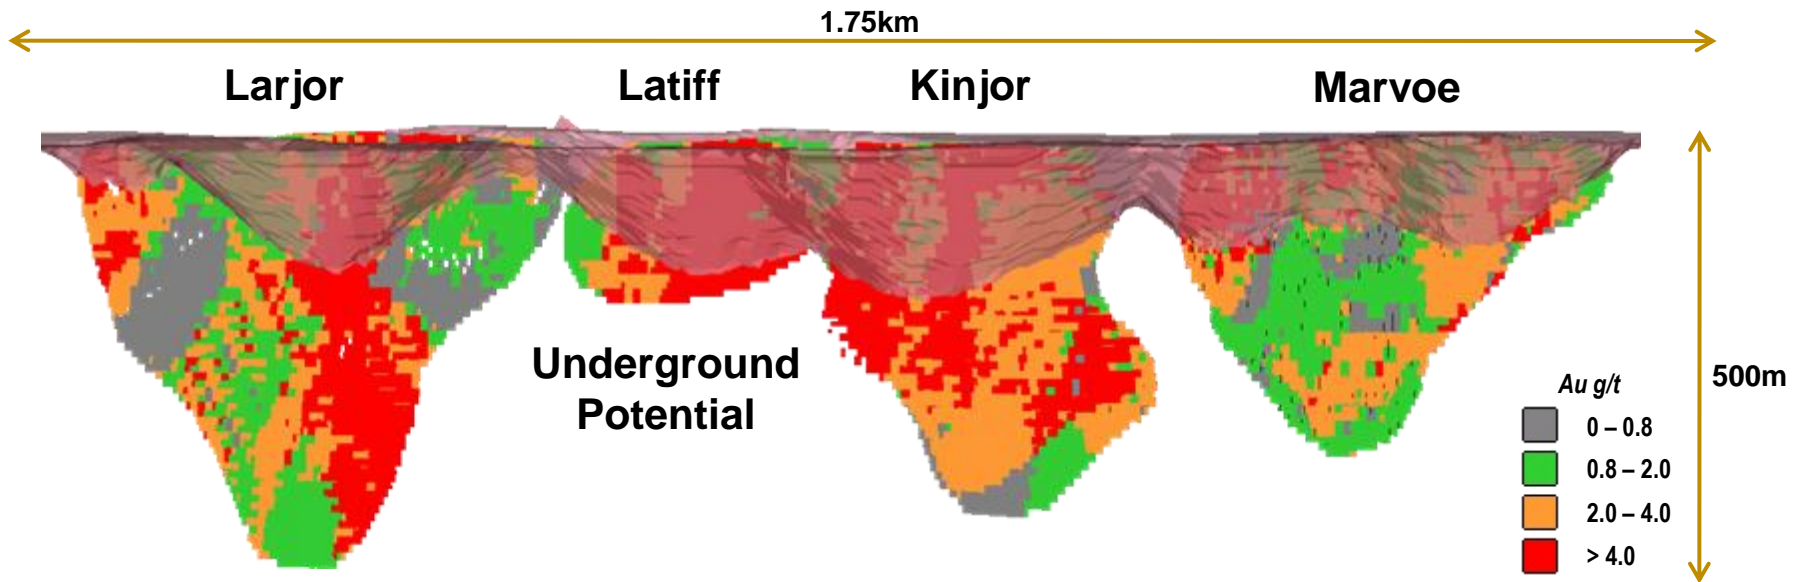 1.75km
Larjor
Latiff
Kinjor
Marvoe
Underground
Potential
500m
Au g/t
0 – 0.8
0.8 – 2.0
2.0 – 4.0
> 4.0